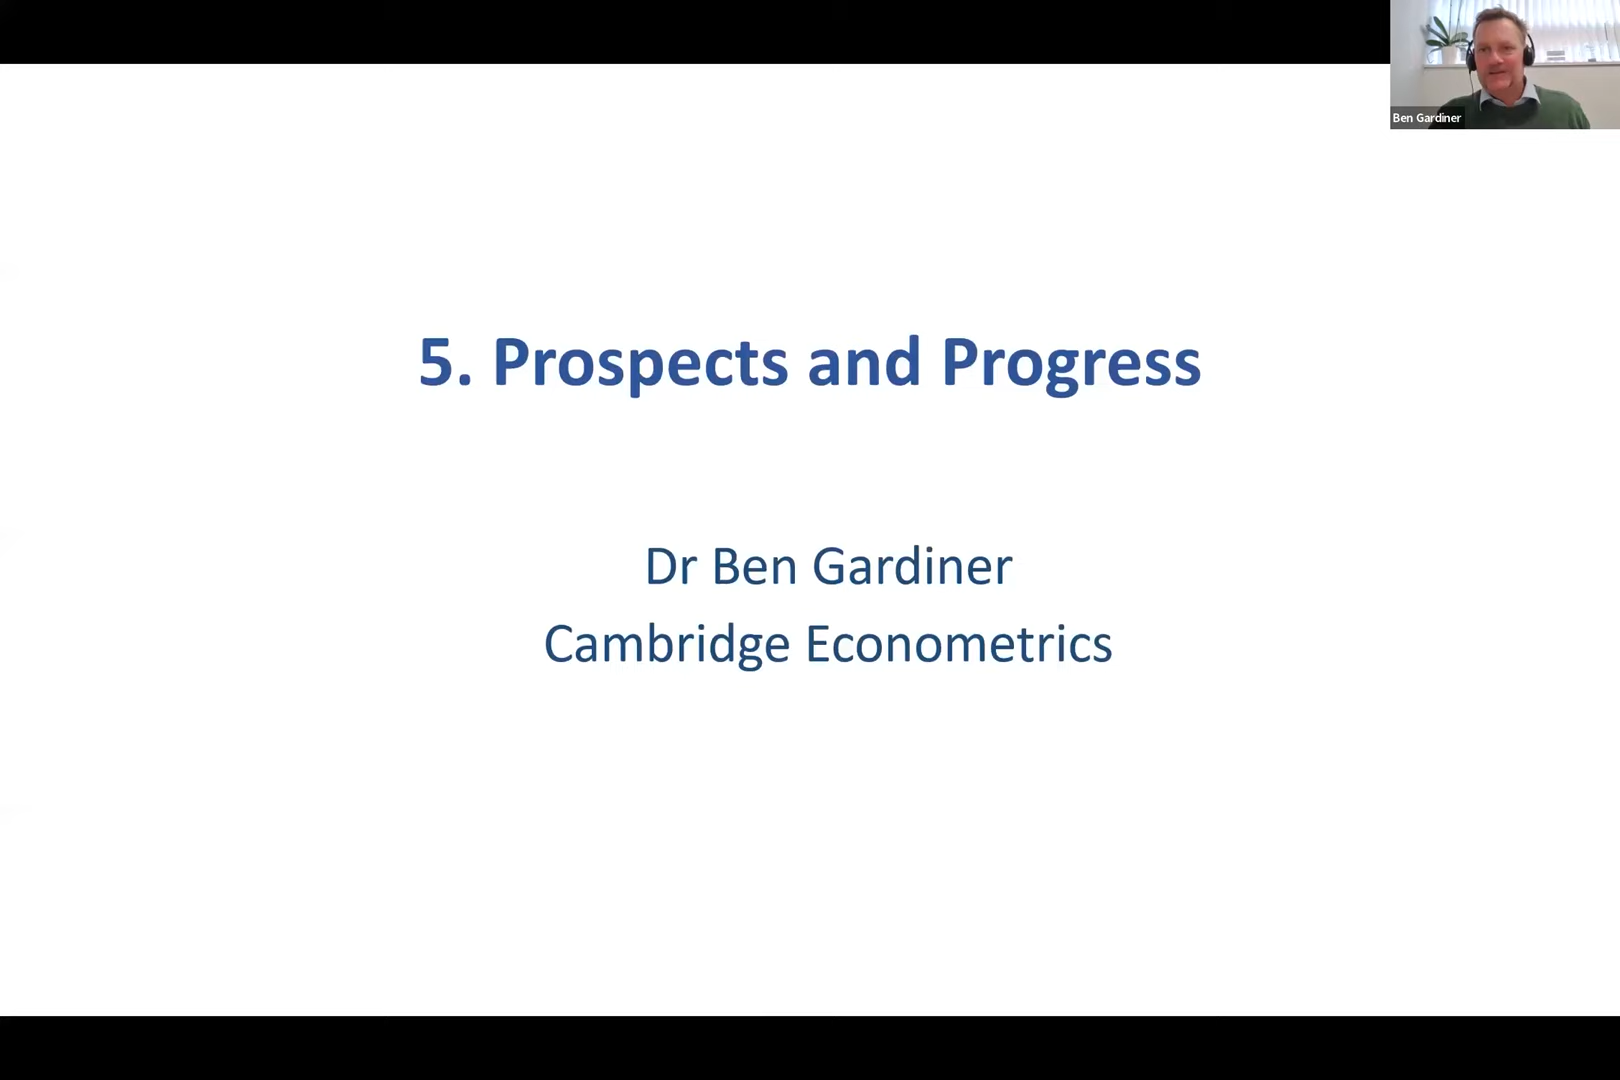 Ben Gardiner
5. Prospects and Progress
Dr Ben Gardiner
Cambridge Econometrics